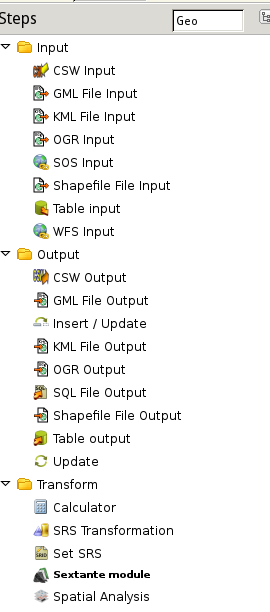 Steps
Geo
Input
CSW Input
GML File Input
KML File Input
OGR Input
SOS Input
Shapefile File Input
Table input
WFS Input
Output
CSW Output
GML File Output
Insert / Update
KML File Output
OGR Output
SQL File Output
Shapefile File Output
Table output
Update
Transform
Calculator
SRS Transformation
Set SRS
Sextante module
Spatial Analysis